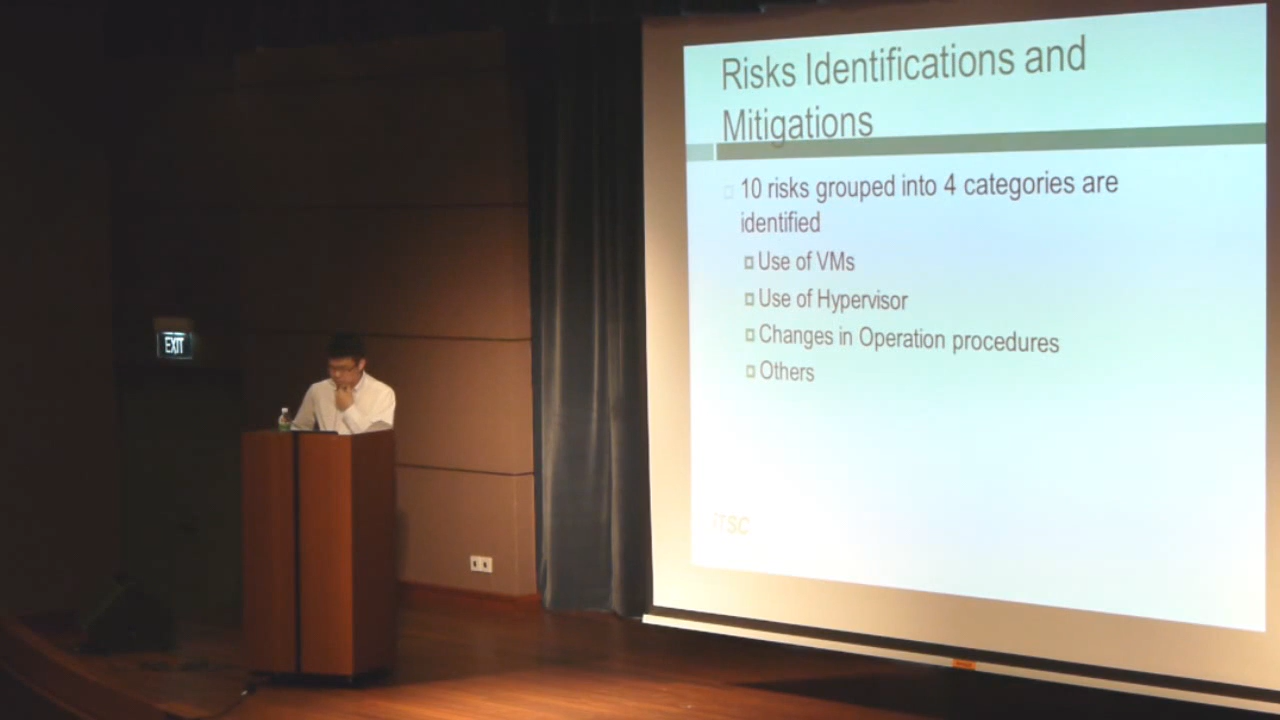 Risks Identifications and
Mitigations
10 risks grouped into 4 categories are
identified
Use of VMs
Use of Hypervisor
Changes in Operation procedures
Others
ITSC
EXIT